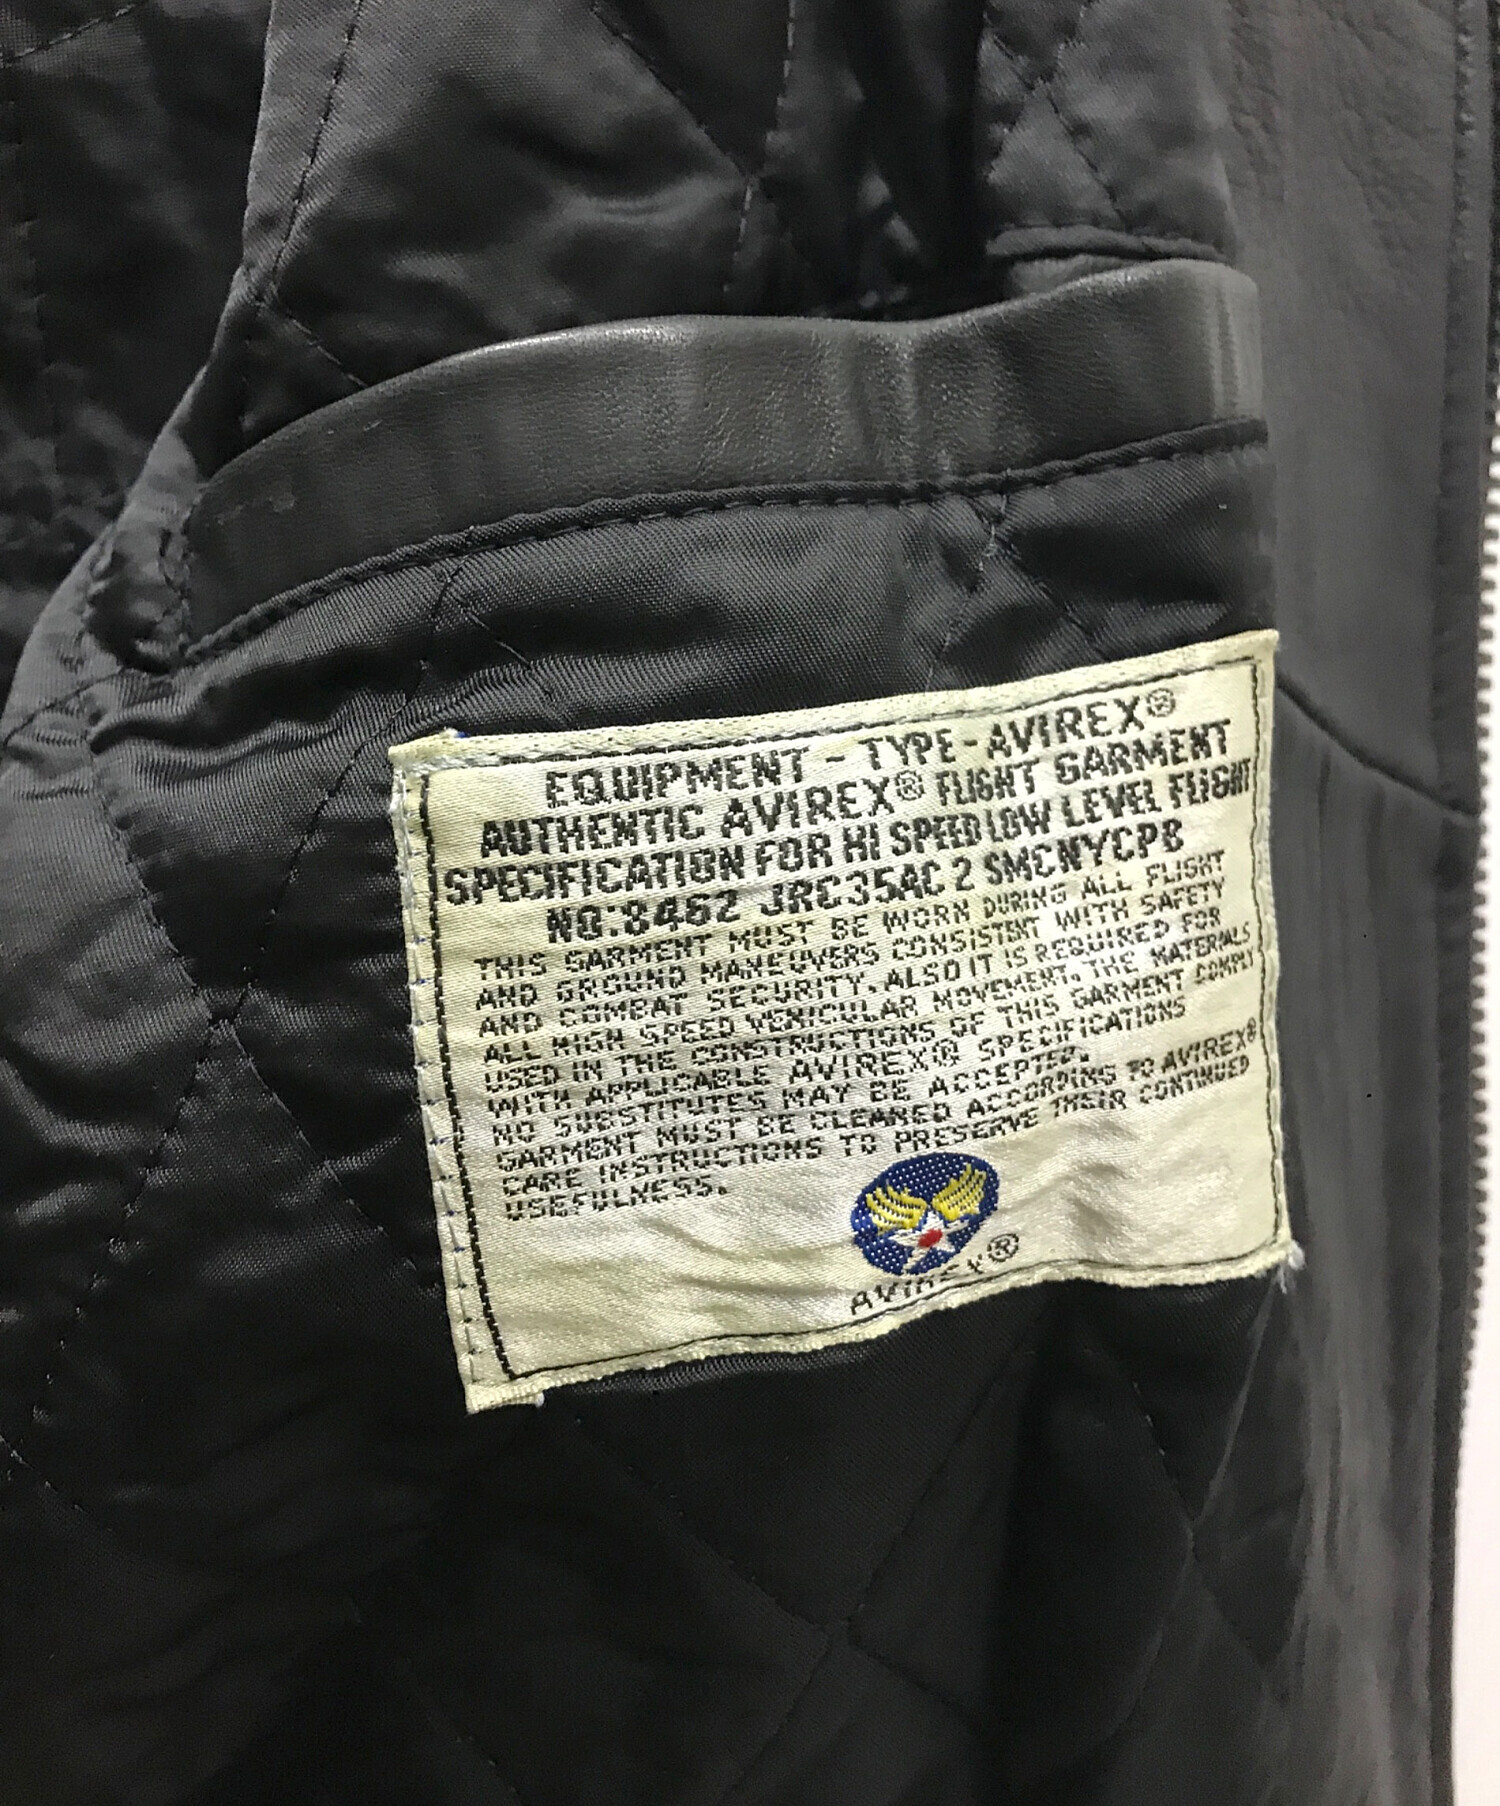 EQUIPMENT - TYPE - AVIREX®
AUTHENTIC AVIREX® FLIGHT GARMENT
SPECIFICATION FOR HI SPEED LOW LEVEL FLIGHT
NO:8462 JRC35AC 2 SMCNYCPB
THIS GARMENT MUST BE WORN DURING ALL FLIGHT
AND GROUND MANEUVERS CONSISTENT WITH SAFETY
AND COMBAT SECURITY. ALSO IT IS REQUIRED FOR
ALL HIGH SPEED VEHICULAR MOVEMENT. THE MATERIALS
USED IN THE CONSTRUCTIONS OF THIS GARMENT COMPLY
WITH APPLICABLE AVIREX® SPECIFICATIONS
NO SUBSTITUTES MAY BE ACCEPTED.
GARMENT MUST BE CLEANED ACCORDING TO AVIREX®
CARE INSTRUCTIONS TO PRESERVE THEIR CONTINUED
USEFULNESS.
AVIREX®